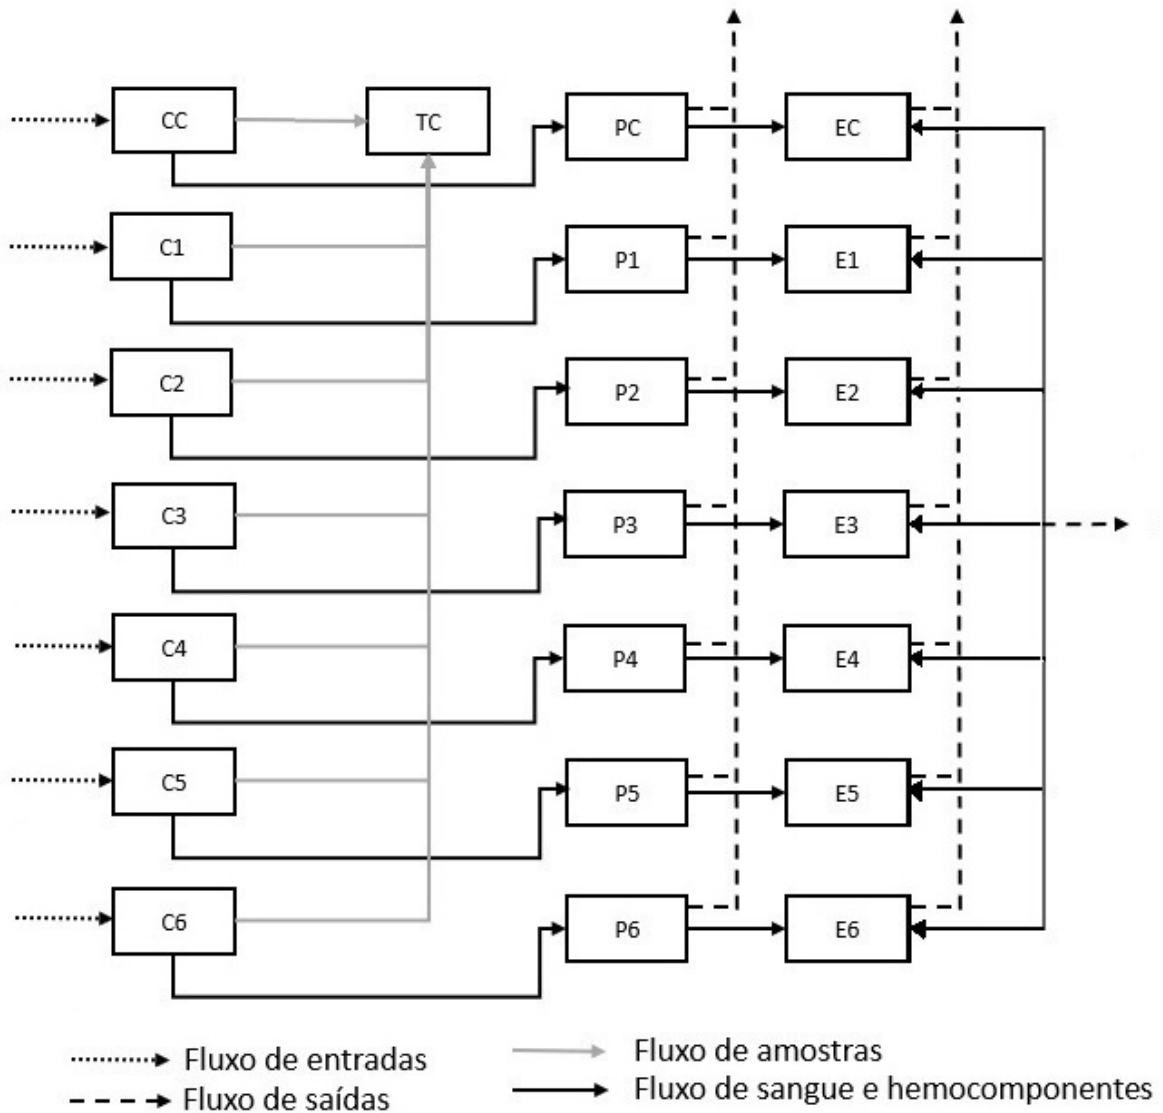 CC TC PC EC
C1 P1 E1
C2 P2 E2
C3 P3 E3
C4 P4 E4
C5 P5 E5
C6 P6 E6
Fluxo de entradas Fluxo de amostras
Fluxo de saídas Fluxo de sangue e hemocomponentes